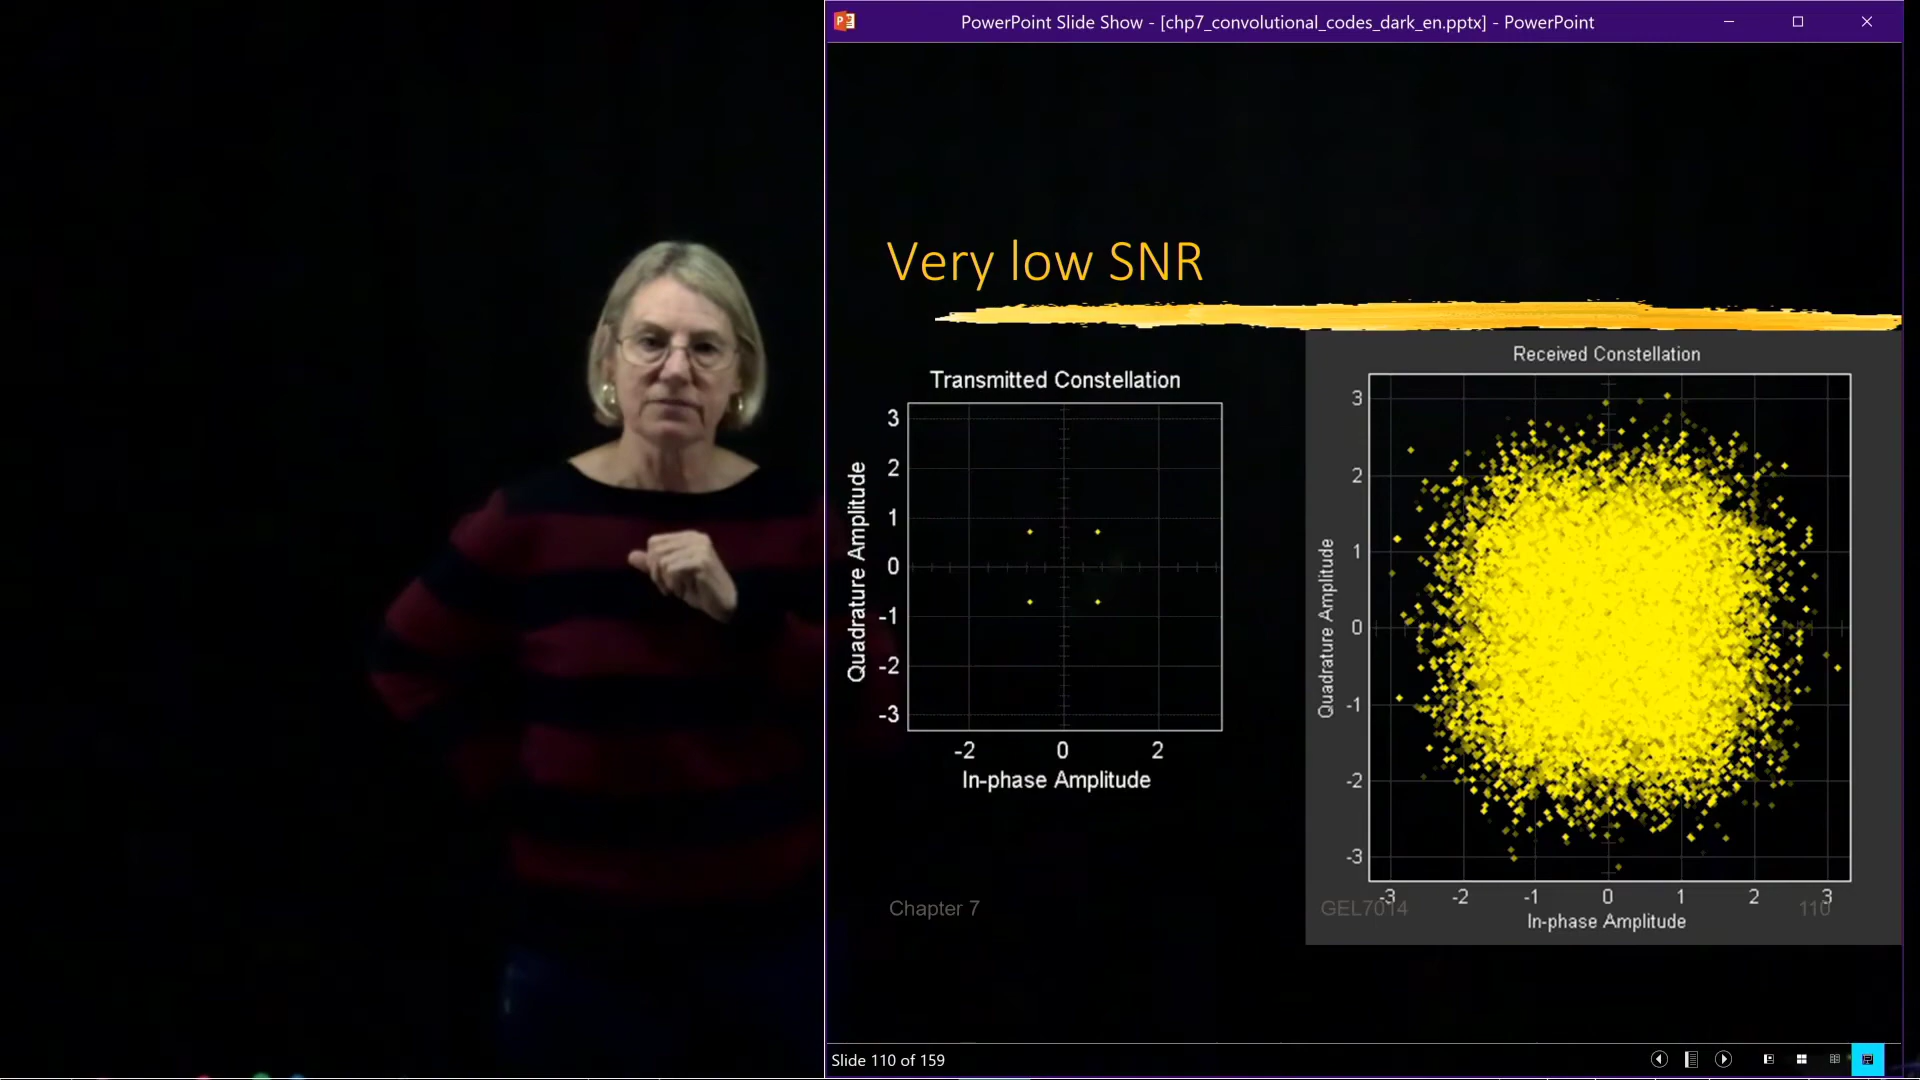 PowerPoint Slide Show - [chp7_convolutional_codes_dark_en.pptx] - PowerPoint
Very low SNR
Transmitted Constellation
3
2
1
0
-1
-2
-3
Quadrature Amplitude
-2 0 2
In-phase Amplitude
Received Constellation
3
2
1
0
-1
-2
-3
Quadrature Amplitude
-3 -2 -1 0 1 2 3
In-phase Amplitude
Chapter 7
GEL7014
110
Slide 110 of 159